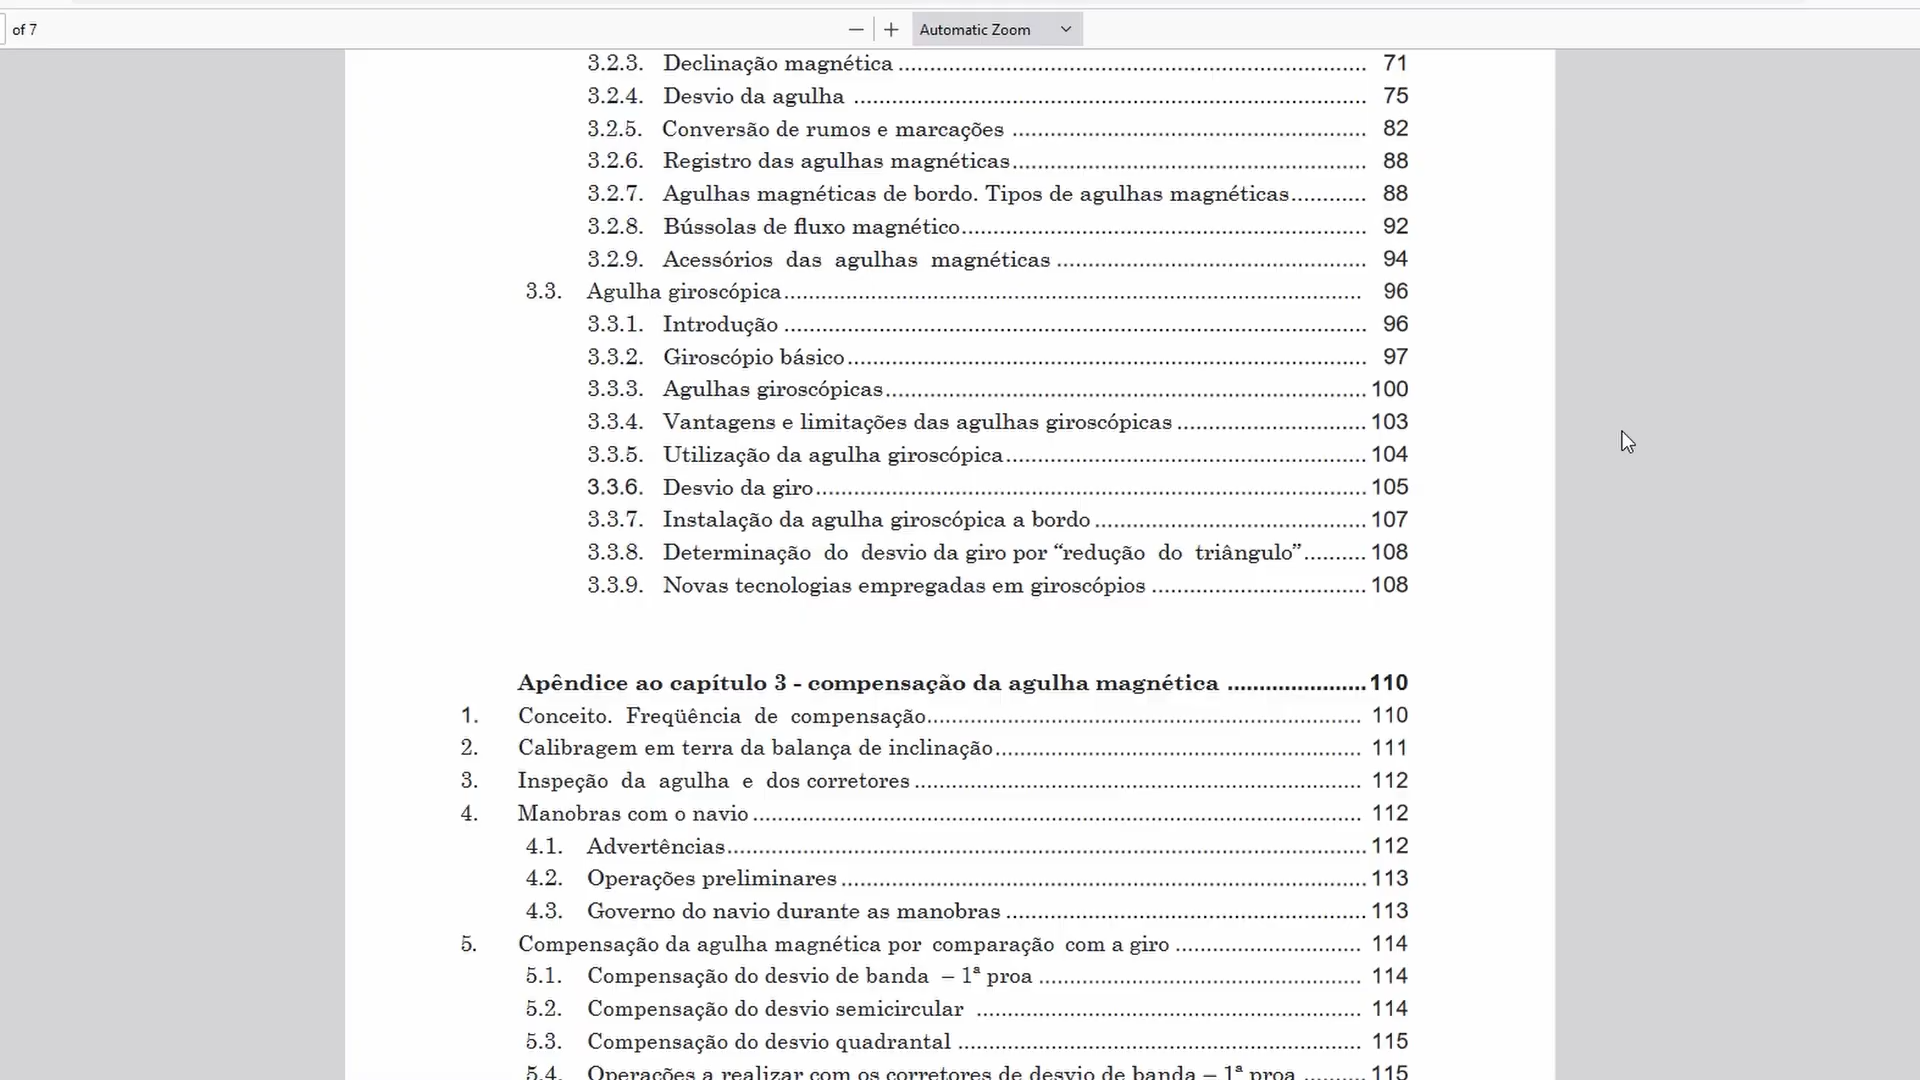 of 7
Automatic Zoom
3.2.3. Declinação magnética .......................................................................... 71
3.2.4. Desvio da agulha .................................................................................. 75
3.2.5. Conversão de rumos e marcações ......................................................... 82
3.2.6. Registro das agulhas magnéticas......................................................... 88
3.2.7. Agulhas magnéticas de bordo. Tipos de agulhas magnéticas............ 88
3.2.8. Bússolas de fluxo magnético................................................................. 92
3.2.9. Acessórios das agulhas magnéticas .................................................. 94
3.3. Agulha giroscópica............................................................................................. 96
3.3.1. Introdução ............................................................................................. 96
3.3.2. Giroscópio básico................................................................................... 97
3.3.3. Agulhas giroscópicas............................................................................. 100
3.3.4. Vantagens e limitações das agulhas giroscópicas .............................. 103
3.3.5. Utilização da agulha giroscópica.......................................................... 104
3.3.6. Desvio da giro........................................................................................ 105
3.3.7. Instalação da agulha giroscópica a bordo ............................................ 107
3.3.8. Determinação do desvio da giro por “redução do triângulo”.......... 108
3.3.9. Novas tecnologias empregadas em giroscópios ................................... 108
Apêndice ao capítulo 3 - compensação da agulha magnética ...................... 110
1. Conceito. Freqüência de compensação...................................................................... 110
2. Calibragem em terra da balança de inclinação........................................................... 111
3. Inspeção da agulha e dos corretores ........................................................................ 112
4. Manobras com o navio .................................................................................................. 112
4.1. Advertências...................................................................................................... 112
4.2. Operações preliminares .................................................................................... 113
4.3. Governo do navio durante as manobras .......................................................... 113
5. Compensação da agulha magnética por comparação com a giro .............................. 114
5.1. Compensação do desvio de banda – 1ª proa .................................................... 114
5.2. Compensação do desvio semicircular .............................................................. 114
5.3. Compensação do desvio quadrantal ................................................................. 115
5.4. Operações a realizar com os corretores de desvio de banda – 1ª proa .......... 115